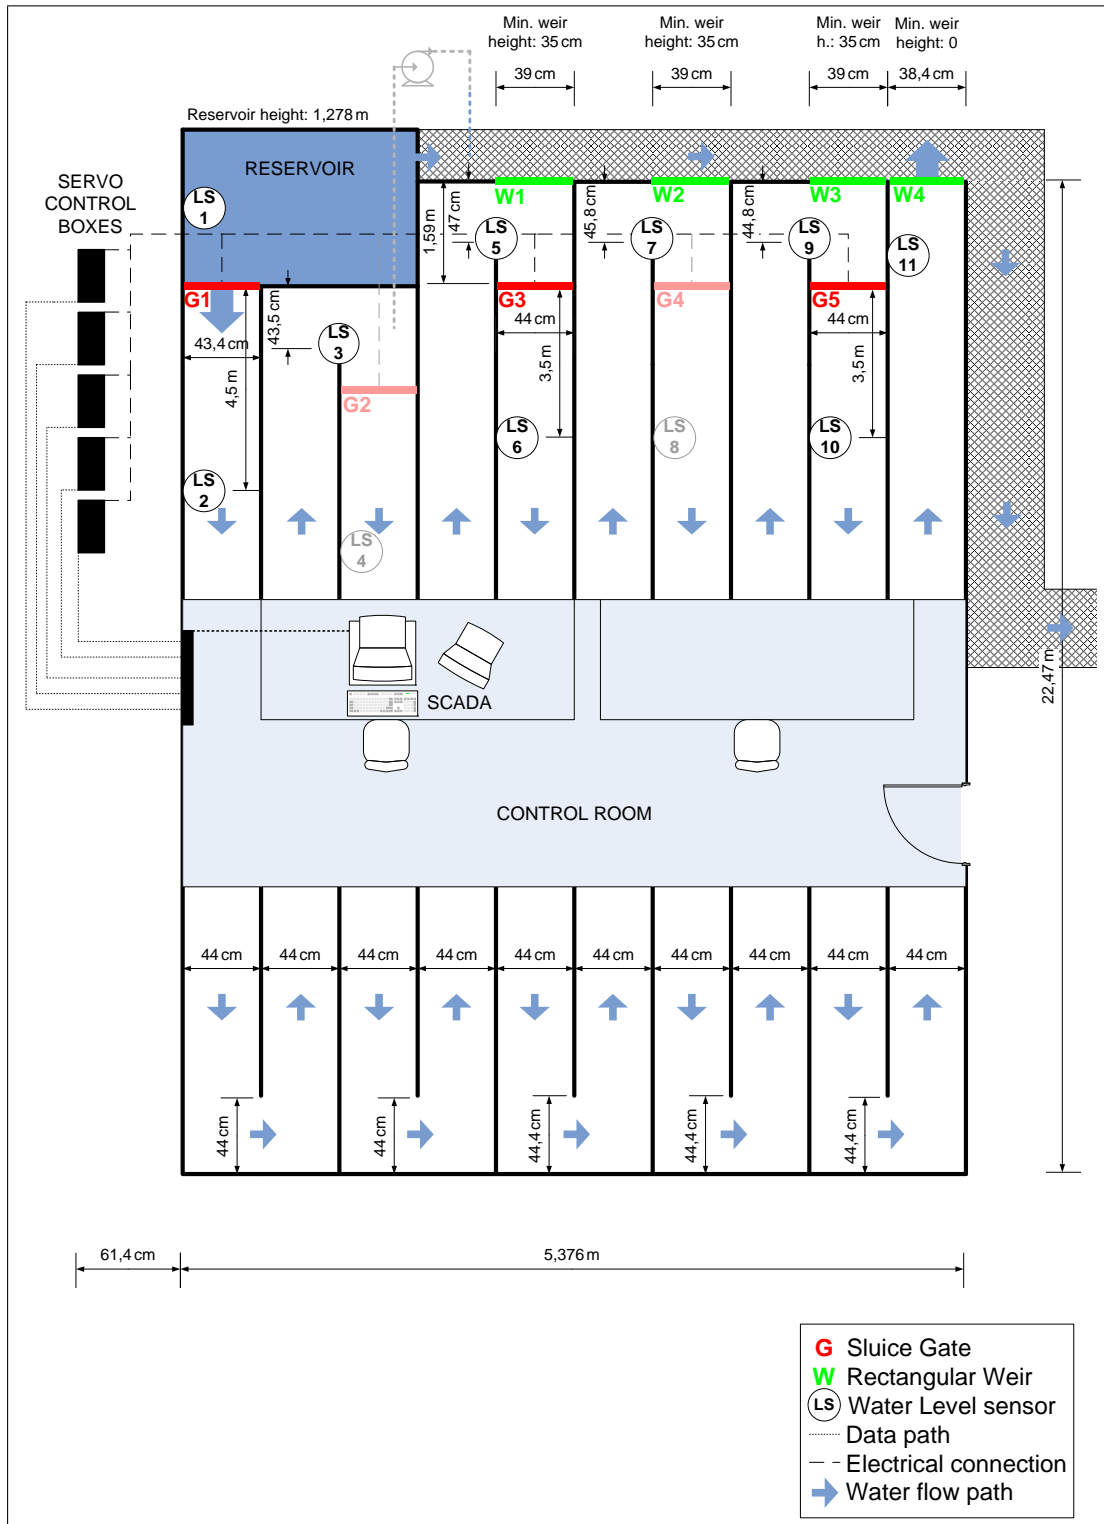 Min. weir
height: 35 cm
Min. weir
height: 35 cm
Min. weir
h.: 35 cm
Min. weir
height: 0
39 cm
39 cm
39 cm
38,4 cm
Reservoir height: 1,278 m
RESERVOIR
SERVO
CONTROL
BOXES
LS
1
W1
W2
W3
W4
1,59 m
47 cm
45,8 cm
44,8 cm
LS
5
LS
7
LS
9
LS
11
G1
G3
G4
G5
43,4 cm
4,5 m
43,5 cm
LS
3
44 cm
3,5 m
44 cm
3,5 m
G2
LS
6
LS
8
LS
10
LS
2
LS
4
22,47 m
SCADA
CONTROL ROOM
44 cm
44 cm
44 cm
44 cm
44 cm
44 cm
44 cm
44 cm
44 cm
44 cm
44 cm
44 cm
44,4 cm
44,4 cm
44,4 cm
61,4 cm
5,376 m
G Sluice Gate
W Rectangular Weir
LS Water Level sensor
Data path
Electrical connection
Water flow path